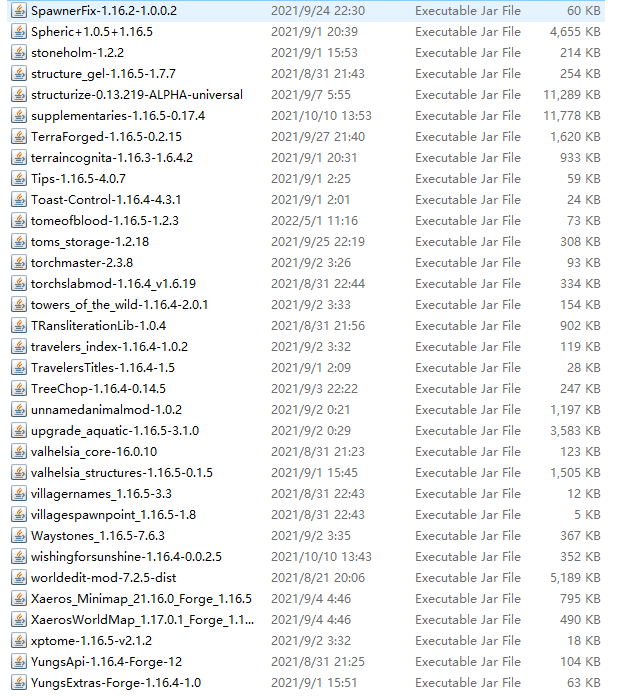 SpawnerFix-1.16.2-1.0.0.2 2021/9/24 22:30 Executable Jar File 60 KB
Spheric+1.0.5+1.16.5 2021/9/1 20:39 Executable Jar File 4,655 KB
stoneholm-1.2.2 2021/9/1 15:53 Executable Jar File 214 KB
structure_gel-1.16.5-1.7.7 2021/8/31 21:43 Executable Jar File 254 KB
structurize-0.13.219-ALPHA-universal 2021/9/7 5:55 Executable Jar File 11,289 KB
supplementaries-1.16.5-0.17.4 2021/10/10 13:53 Executable Jar File 11,778 KB
TerraForged-1.16.5-0.2.15 2021/9/27 21:40 Executable Jar File 1,620 KB
terraincognita-1.16.3-1.6.4.2 2021/9/1 20:31 Executable Jar File 933 KB
Tips-1.16.5-4.0.7 2021/9/1 2:25 Executable Jar File 59 KB
Toast-Control-1.16.4-4.3.1 2021/9/1 2:01 Executable Jar File 24 KB
tomeofblood-1.16.5-1.2.3 2022/5/1 11:16 Executable Jar File 73 KB
toms_storage-1.2.18 2021/9/25 22:19 Executable Jar File 308 KB
torchmaster-2.3.8 2021/9/2 3:26 Executable Jar File 93 KB
torchslabmod-1.16.4_v1.6.19 2021/8/31 22:44 Executable Jar File 334 KB
towers_of_the_wild-1.16.4-2.0.1 2021/9/2 3:33 Executable Jar File 154 KB
TRansliterationLib-1.0.4 2021/8/31 21:56 Executable Jar File 902 KB
travelers_index-1.16.4-1.0.2 2021/9/2 3:32 Executable Jar File 119 KB
TravelersTitles-1.16.4-1.5 2021/9/1 2:09 Executable Jar File 28 KB
TreeChop-1.16.4-0.14.5 2021/9/3 22:22 Executable Jar File 247 KB
unnamedanimalmod-1.0.2 2021/9/2 0:21 Executable Jar File 1,197 KB
upgrade_aquatic-1.16.5-3.1.0 2021/9/2 0:29 Executable Jar File 3,583 KB
valhelsia_core-16.0.10 2021/8/31 21:23 Executable Jar File 123 KB
valhelsia_structures-1.16.5-0.1.5 2021/9/1 15:45 Executable Jar File 1,505 KB
villagernames_1.16.5-3.3 2021/8/31 22:43 Executable Jar File 12 KB
villagespawnpoint_1.16.5-1.8 2021/8/31 22:43 Executable Jar File 5 KB
Waystones_1.16.5-7.6.3 2021/9/2 3:35 Executable Jar File 367 KB
wishingforsunshine-1.16.4-0.0.2.5 2021/10/10 13:43 Executable Jar File 352 KB
worldedit-mod-7.2.5-dist 2021/8/21 20:06 Executable Jar File 5,189 KB
Xaeros_Minimap_21.16.0_Forge_1.16.5 2021/9/4 4:46 Executable Jar File 795 KB
XaerosWorldMap_1.17.0.1_Forge_1.1... 2021/9/4 4:46 Executable Jar File 490 KB
xptome-1.16.5-v2.1.2 2021/9/2 3:32 Executable Jar File 18 KB
YungsApi-1.16.4-Forge-12 2021/8/31 21:25 Executable Jar File 104 KB
YungsExtras-Forge-1.16.4-1.0 2021/9/1 15:51 Executable Jar File 63 KB